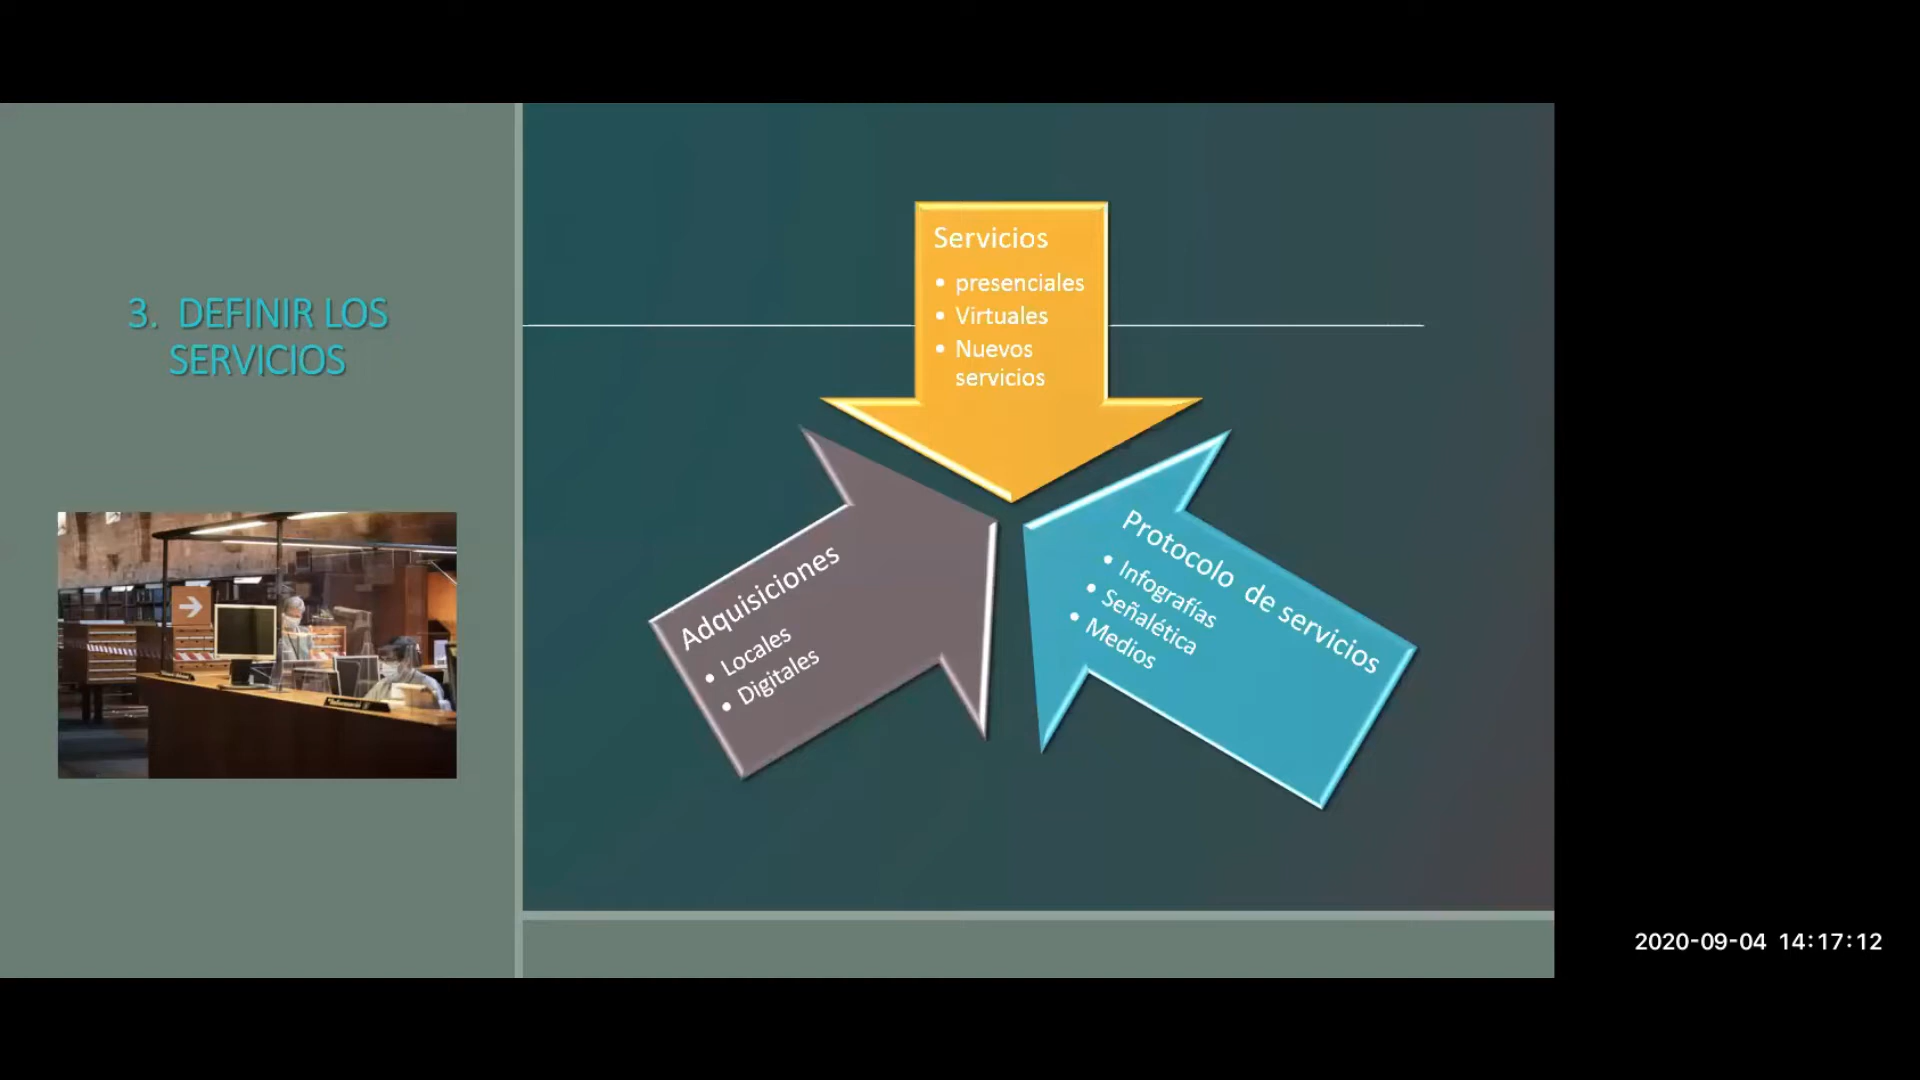 3. DEFINIR LOS
SERVICIOS
Servicios
• presenciales
• Virtuales
• Nuevos
servicios
Adquisiciones
• Locales
• Digitales
Protocolo de servicios
• Infografías
• Señalética
• Medios
2020-09-04 14:17:12